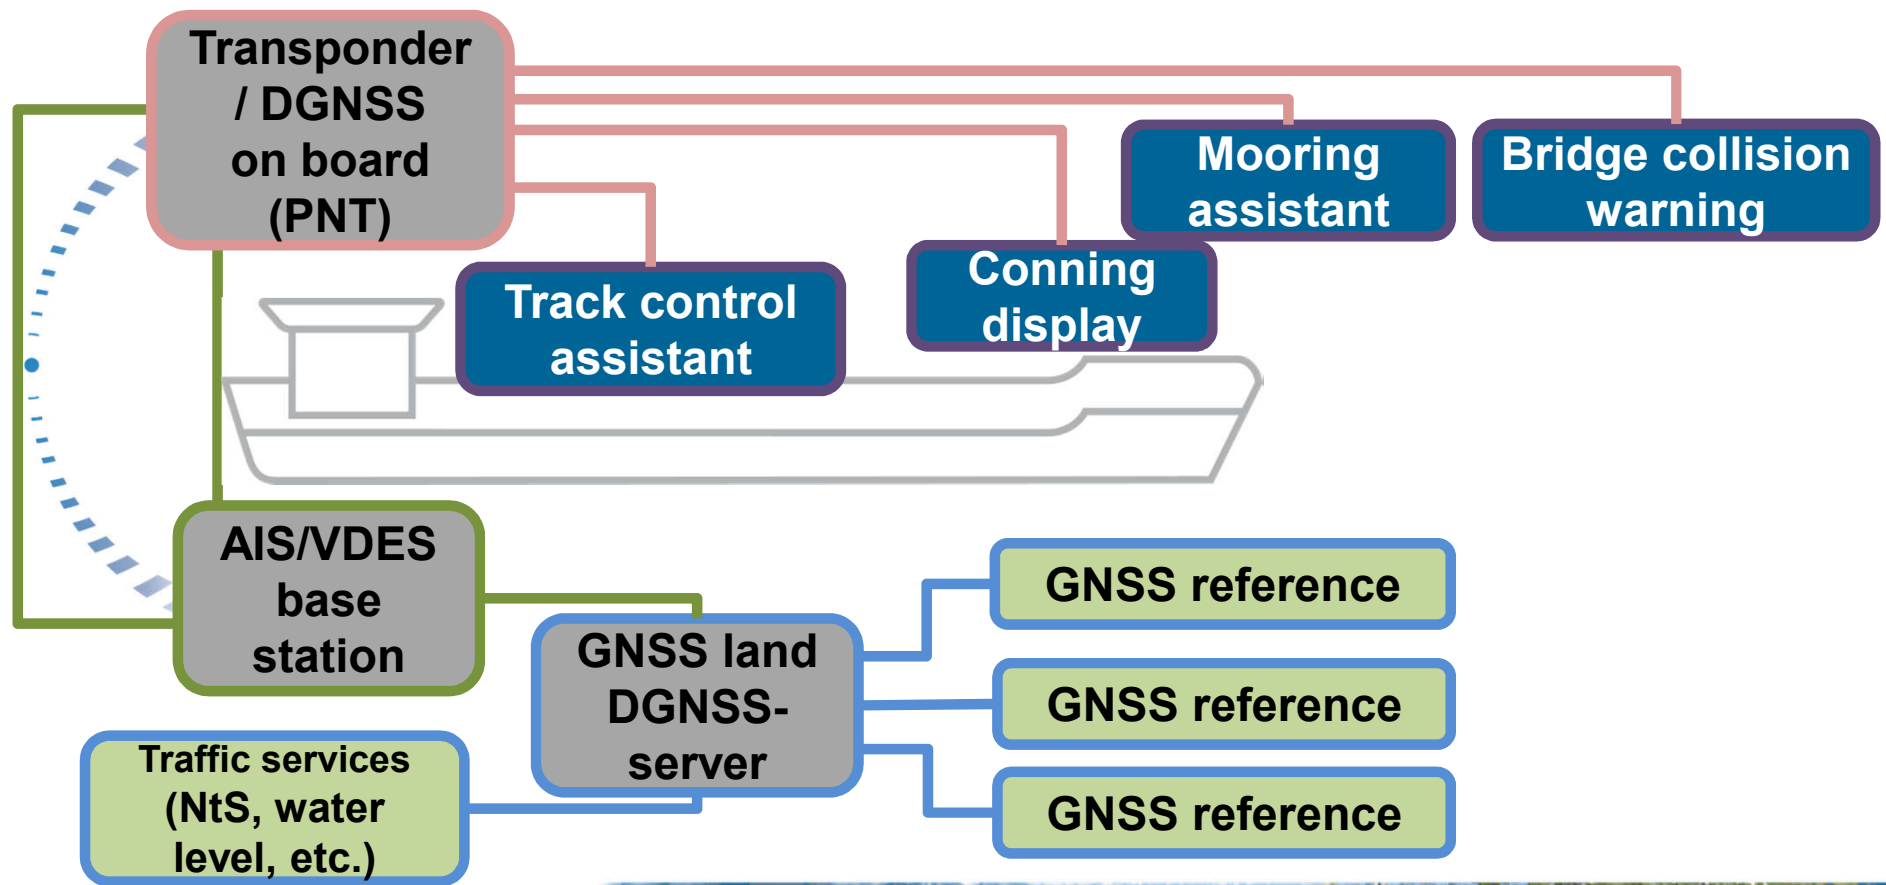 Transponder
/ DGNSS
on board
(PNT)
Mooring
assistant
Bridge collision
warning
Conning
display
Track control
assistant
AIS/VDES
base
station
GNSS land
DGNSS-
server
GNSS reference
GNSS reference
GNSS reference
Traffic services
(NtS, water
level, etc.)